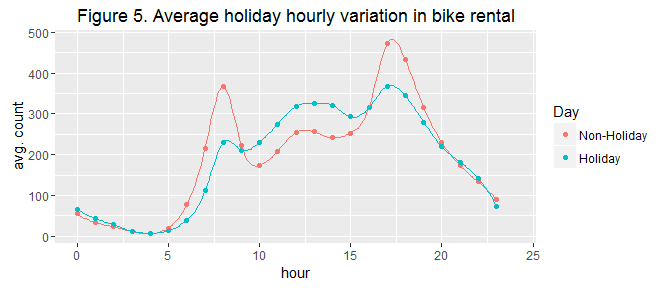 Figure 5. Average holiday hourly variation in bike rental
500
400
300
200
100
0
avg. count
0 5 10 15 20 25
hour
Day
Non-Holiday
Holiday